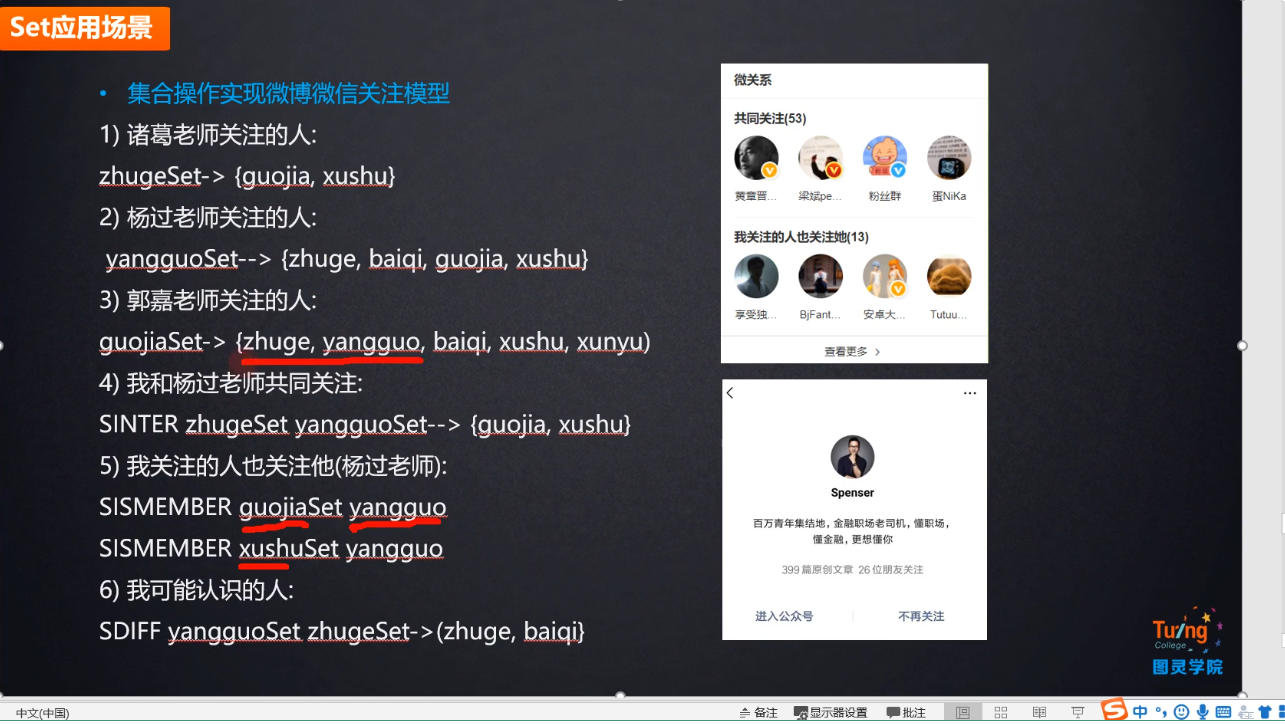 Set应用场景
• 集合操作实现微博微信关注模型
1) 诸葛老师关注的人:
zhugeSet-> {guojia, xushu}
2) 杨过老师关注的人:
yangguoSet--> {zhuge, baiqi, guojia, xushu}
3) 郭嘉老师关注的人:
guojiaSet-> {zhuge, yangguo, baiqi, xushu, xunyu)
4) 我和杨过老师共同关注:
SINTER zhugeSet yangguoSet--> {guojia, xushu}
5) 我关注的人也关注他(杨过老师):
SISMEMBER guojiaSet yangguo
SISMEMBER xushuSet yangguo
6) 我可能认识的人:
SDIFF yangguoSet zhugeSet->(zhuge, baiqi}
微关系
共同关注(53)
黄章晋... 梁斌pe... 粉丝群 蛋NiKa
我关注的人也关注她(13)
享受独... BjFant... 安卓大... Tutuu...
查看更多 >
Spenser
百万青年集结地，金融职场老司机，懂职场，
懂金融，更想懂你
399篇原创文章 26位朋友关注
进入公众号 不再关注
Turing
College
图灵学院
中文(中国) 备注 显示器设置 批注 中